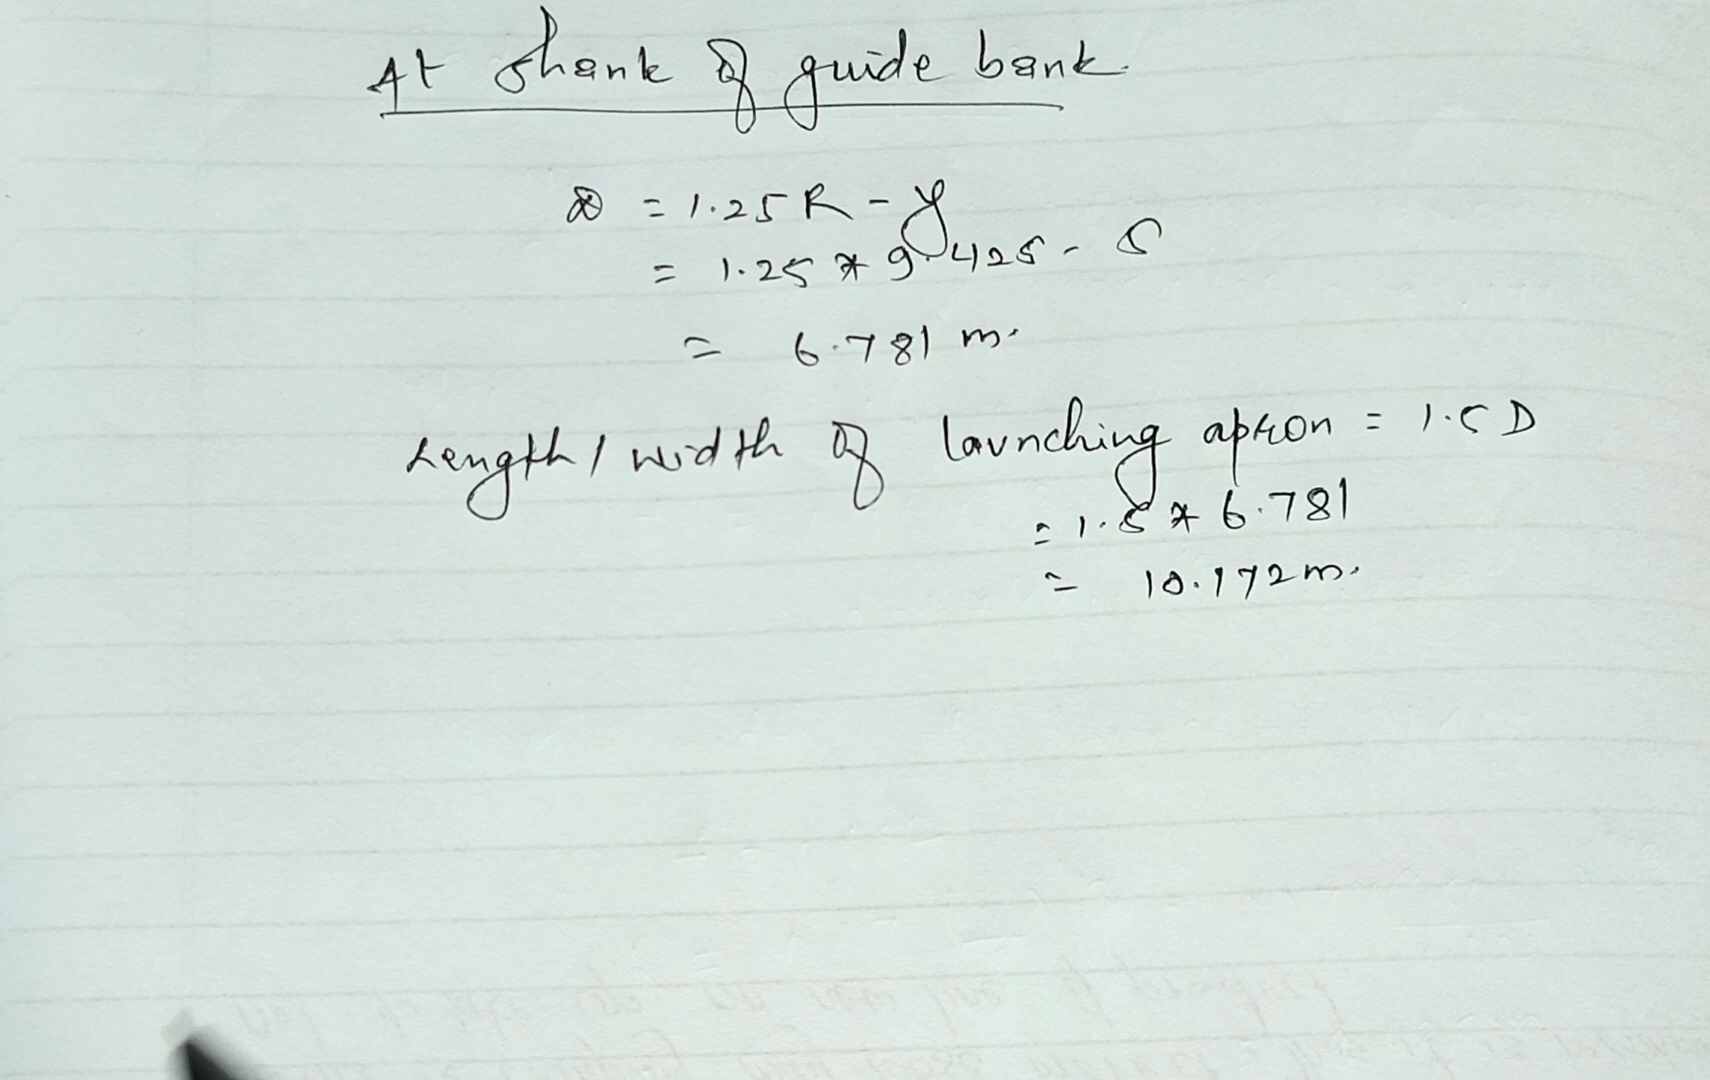 At shank of guide bank.
D = 1.25 R - y
= 1.25 * 9.425 - 5
= 6.781 m.
Length / width of launching apron = 1.5 D
= 1.5 * 6.781
= 10.172 m.